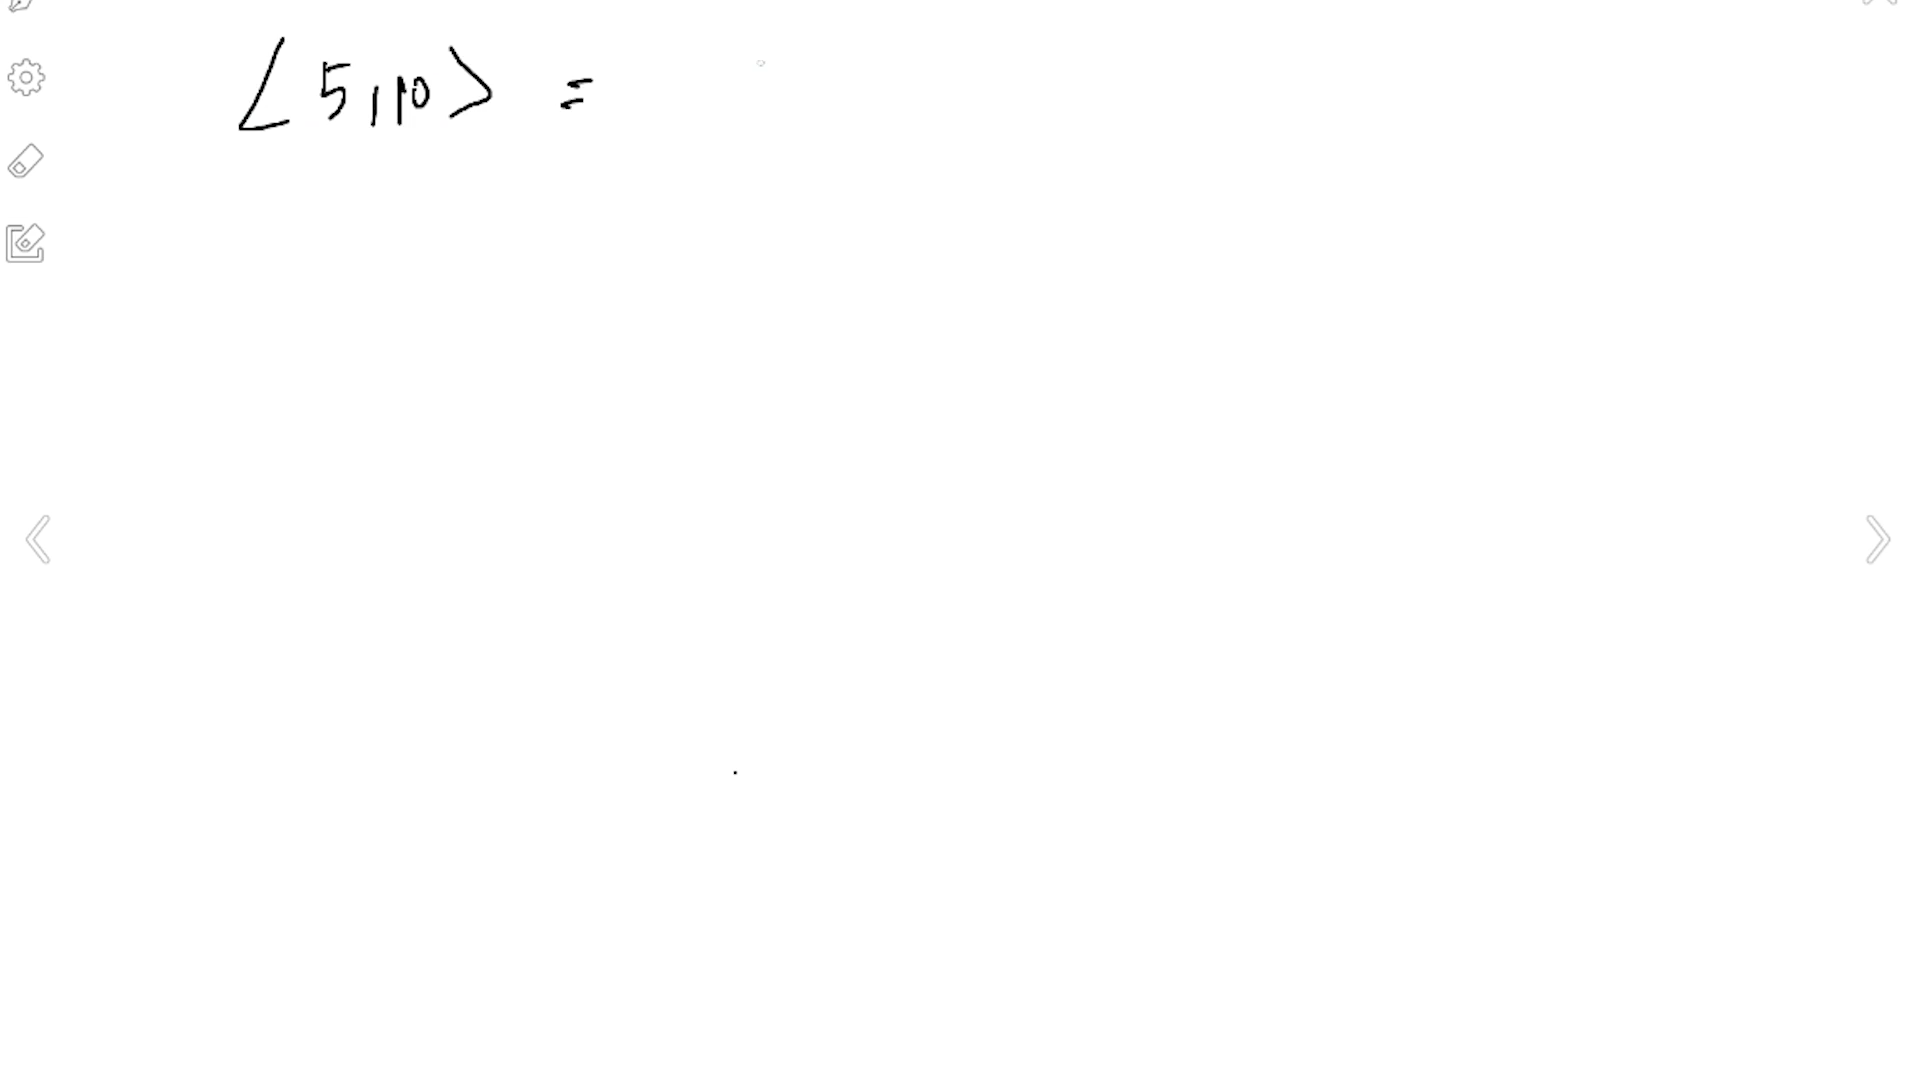 ⟨5,10⟩ =